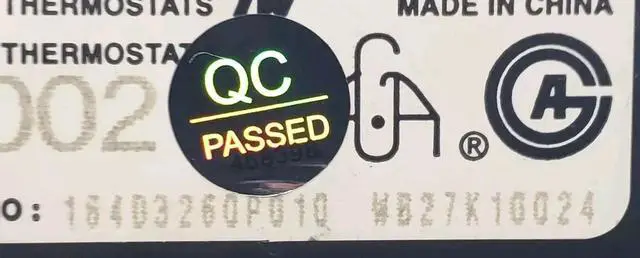 THERMOSTATS
MADE IN CHINA
THERMOSTAT
QC
PASSED
002
®
O: 164D3260P010 WB27K10024